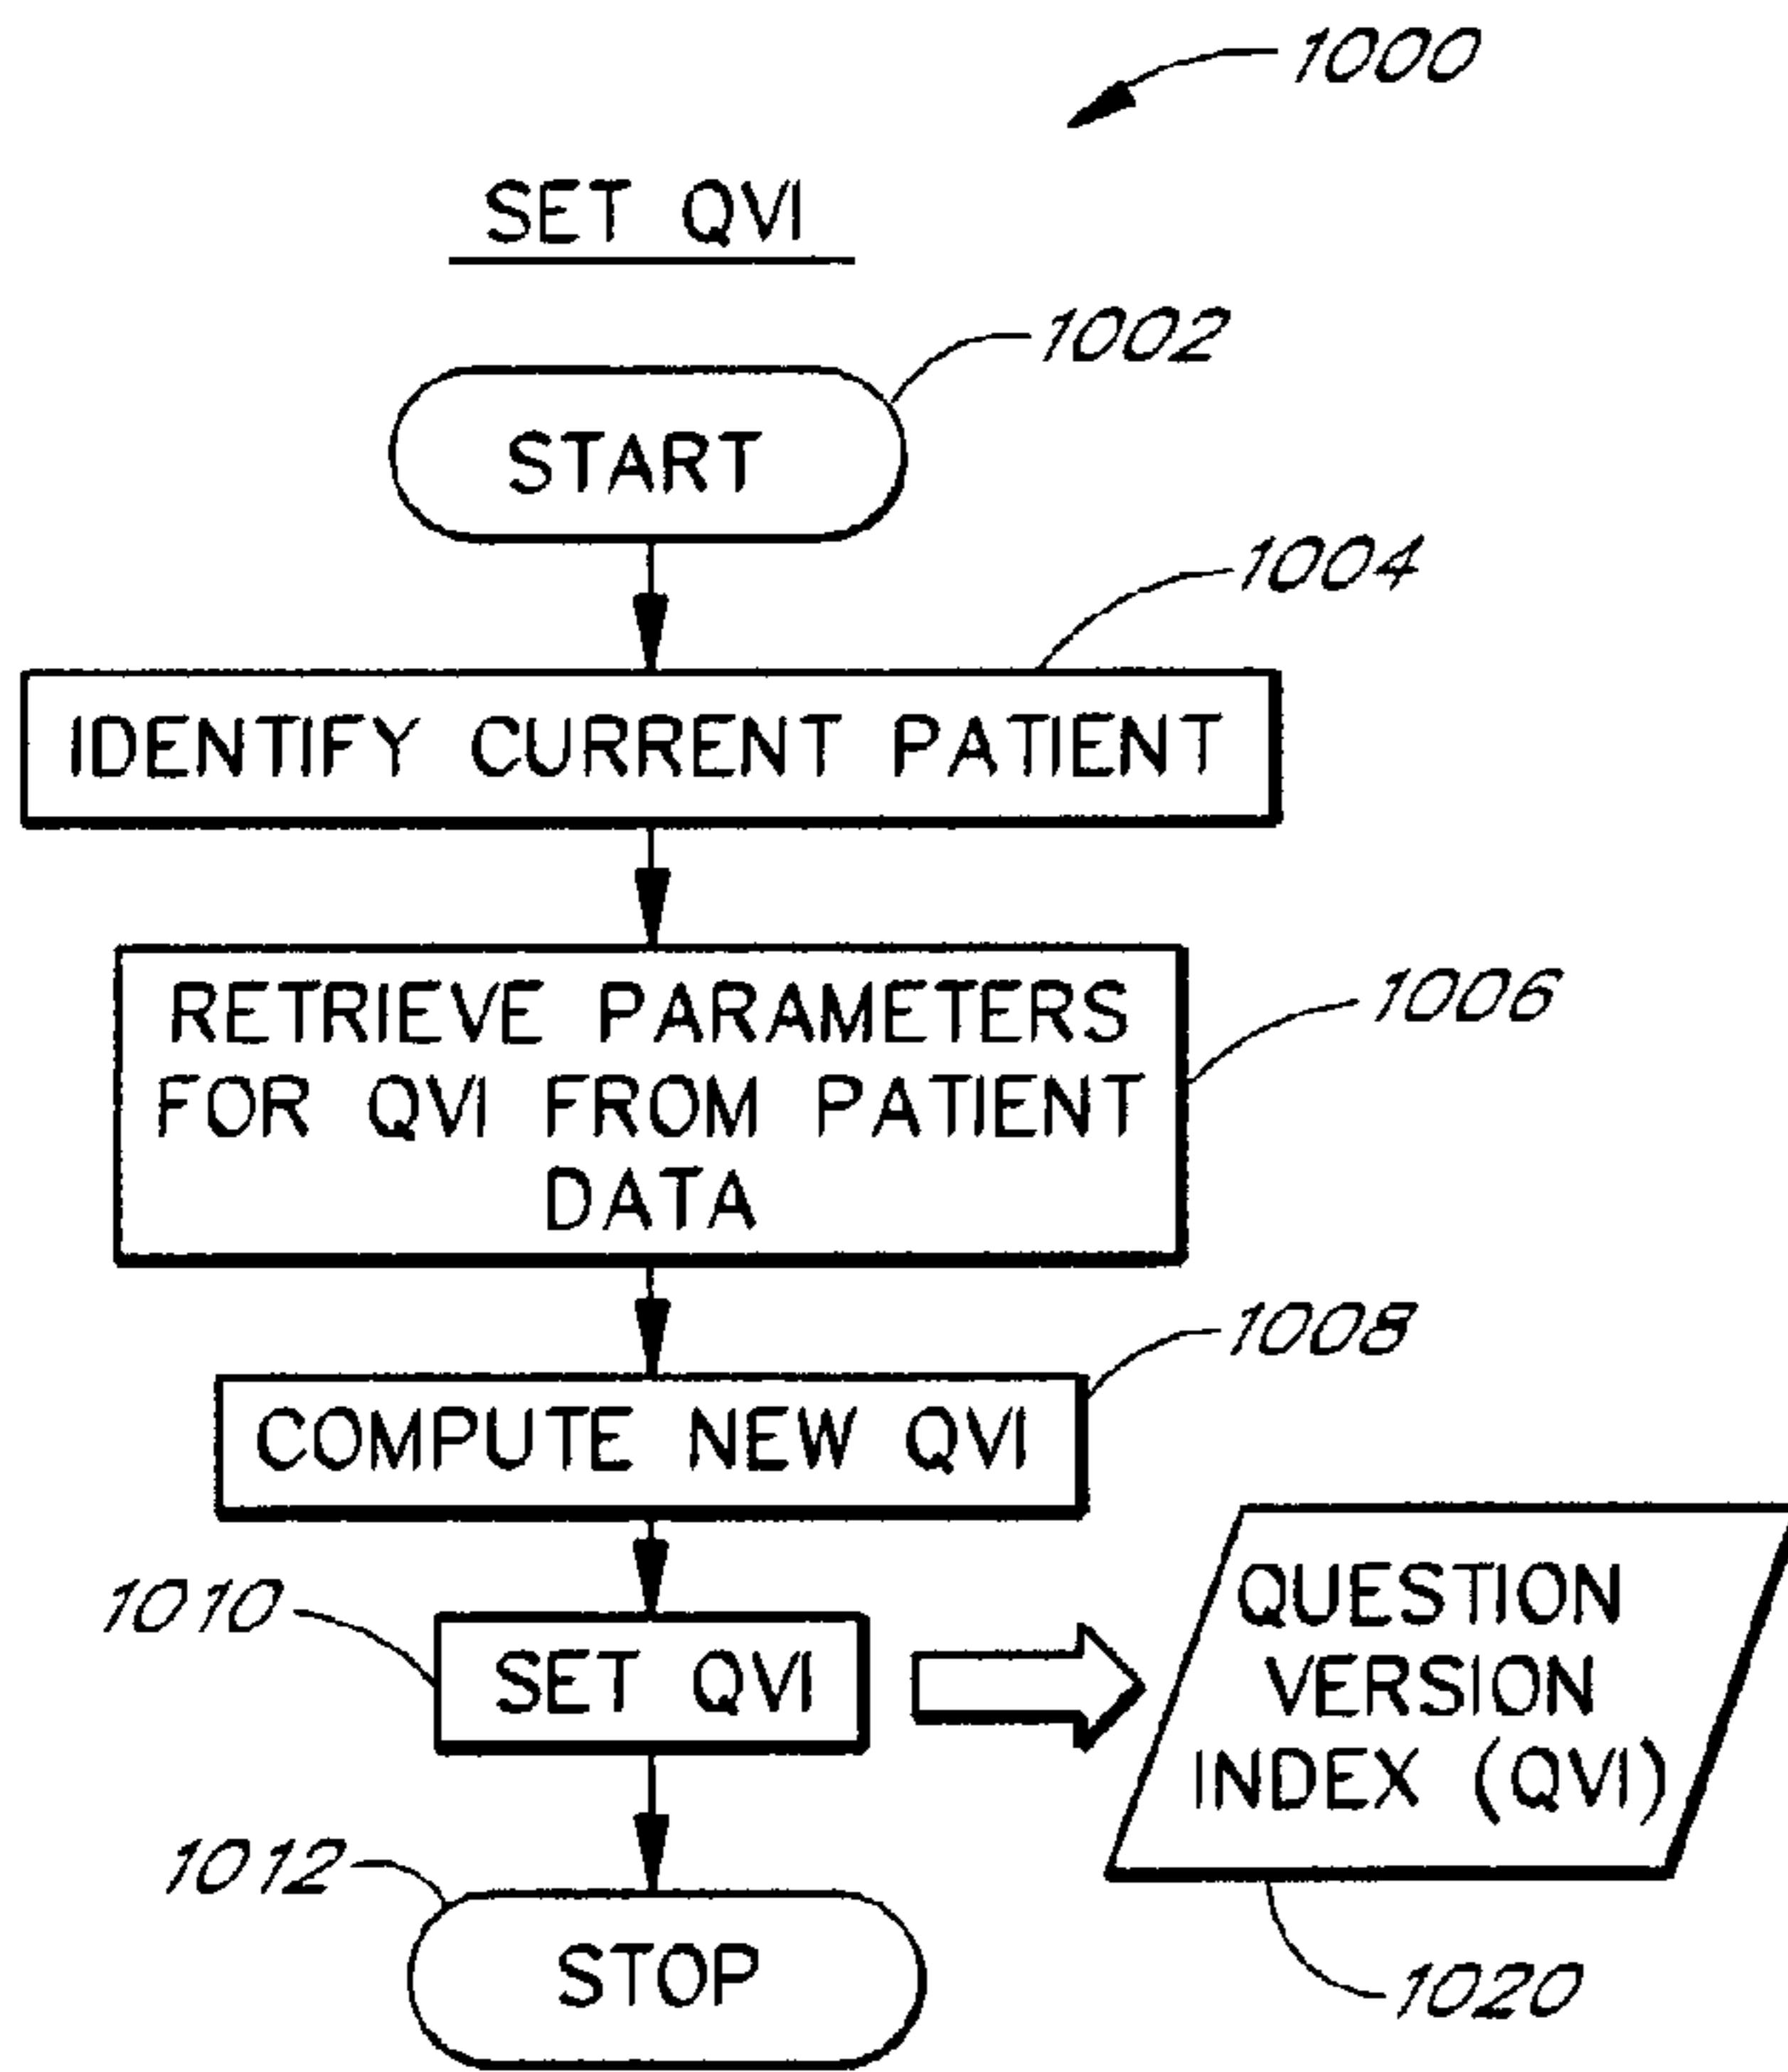 1000
SET QVI
1002
START
1004
IDENTIFY CURRENT PATIENT
RETRIEVE PARAMETERS
FOR QVI FROM PATIENT
DATA
1006
1008
COMPUTE NEW QVI
1010
SET QVI
QUESTION
VERSION
INDEX (QVI)
1012
STOP
1020